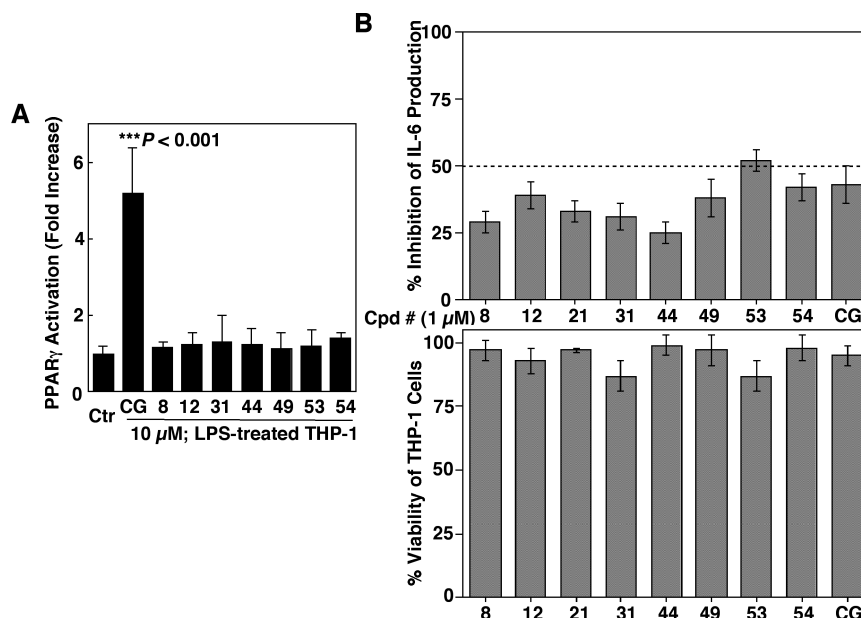 A
PPARγ Activation (Fold Increase)
***P < 0.001
6
4
2
0
Ctr CG 8 12 31 44 49 53 54
10 µM; LPS-treated THP-1
B
% Inhibition of IL-6 Production
100
75
50
25
0
Cpd # (1 µM) 8 12 21 31 44 49 53 54 CG
% Viability of THP-1 Cells
100
75
50
25
0
8 12 21 31 44 49 53 54 CG